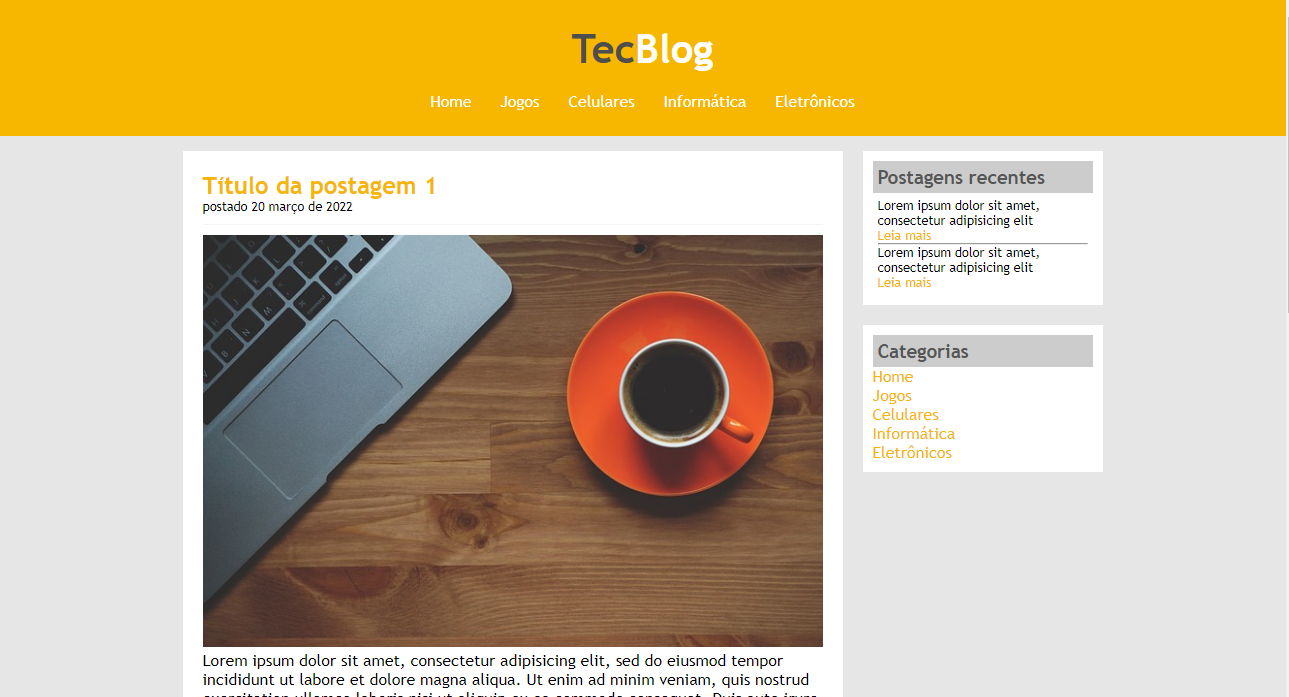 TecBlog
Home Jogos Celulares Informática Eletrônicos
Título da postagem 1
postado 20 março de 2022
Lorem ipsum dolor sit amet, consectetur adipisicing elit, sed do eiusmod tempor
incididunt ut labore et dolore magna aliqua. Ut enim ad minim veniam, quis nostrud
Postagens recentes
Lorem ipsum dolor sit amet,
consectetur adipisicing elit
Leia mais
Lorem ipsum dolor sit amet,
consectetur adipisicing elit
Leia mais
Categorias
Home
Jogos
Celulares
Informática
Eletrônicos